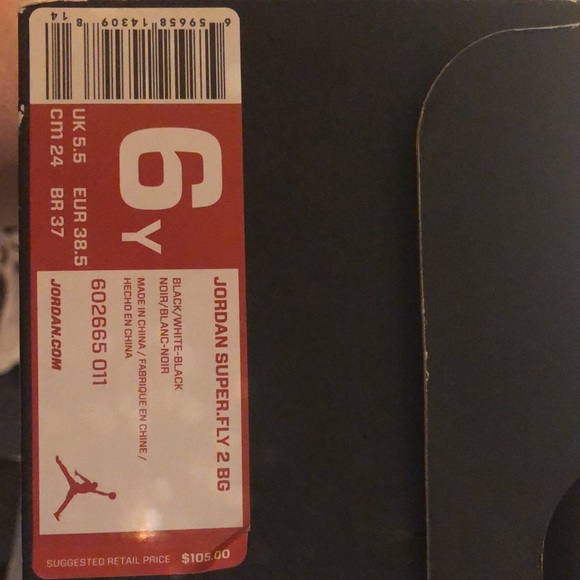 6 59658 14309 8 14
6Y
UK 5.5 EUR 38.5
cm 24 BR 37
JORDAN SUPER.FLY 2 BG
BLACK/WHITE-BLACK
NOIR/BLANC-NOIR
MADE IN CHINA / FABRIQUE EN CHINE /
HECHO EN CHINA
602665 011
JORDAN.COM
SUGGESTED RETAIL PRICE $105.00